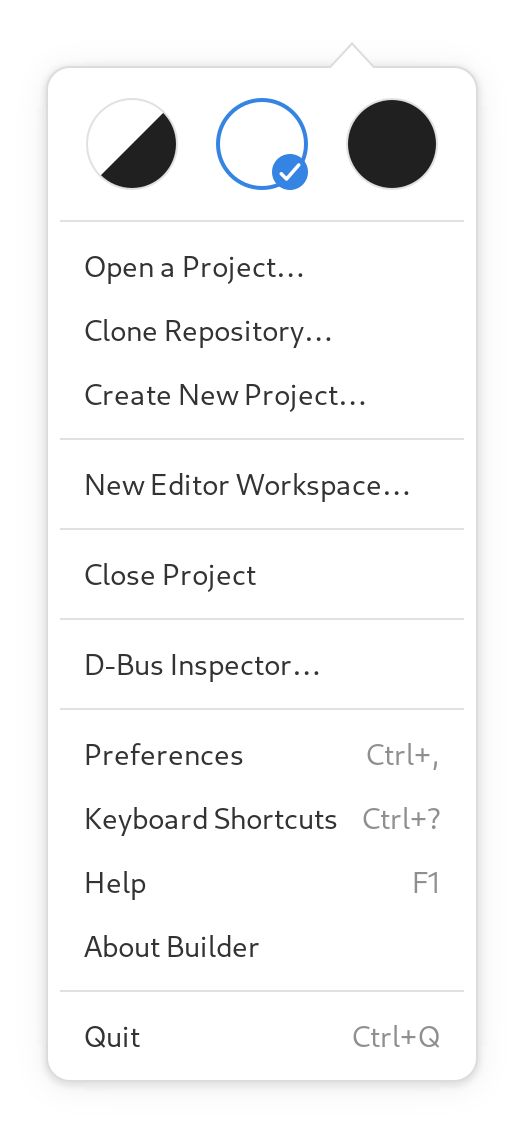 Open a Project…
Clone Repository…
Create New Project…
New Editor Workspace…
Close Project
D-Bus Inspector…
Preferences Ctrl+,
Keyboard Shortcuts Ctrl+?
Help F1
About Builder
Quit Ctrl+Q